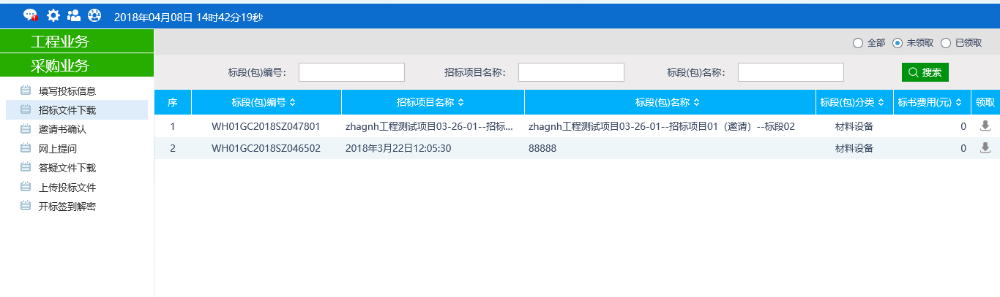 2018年04月08日 14时42分19秒
工程业务
采购业务
填写投标信息
招标文件下载
邀请书确认
网上提问
答疑文件下载
上传投标文件
开标签到解密
全部 未领取 已领取
标段(包)编号: 招标项目名称: 标段(包)名称: 搜索
序 标段(包)编号 招标项目名称 标段(包)名称 标段(包)分类 标书费用(元) 领取
1 WH01GC2018SZ047801 zhagnh工程测试项目03-26-01--招标... zhagnh工程测试项目03-26-01--招标项目01（邀请）--标段02 材料设备 0
2 WH01GC2018SZ046502 2018年3月22日12:05:30 88888 材料设备 0